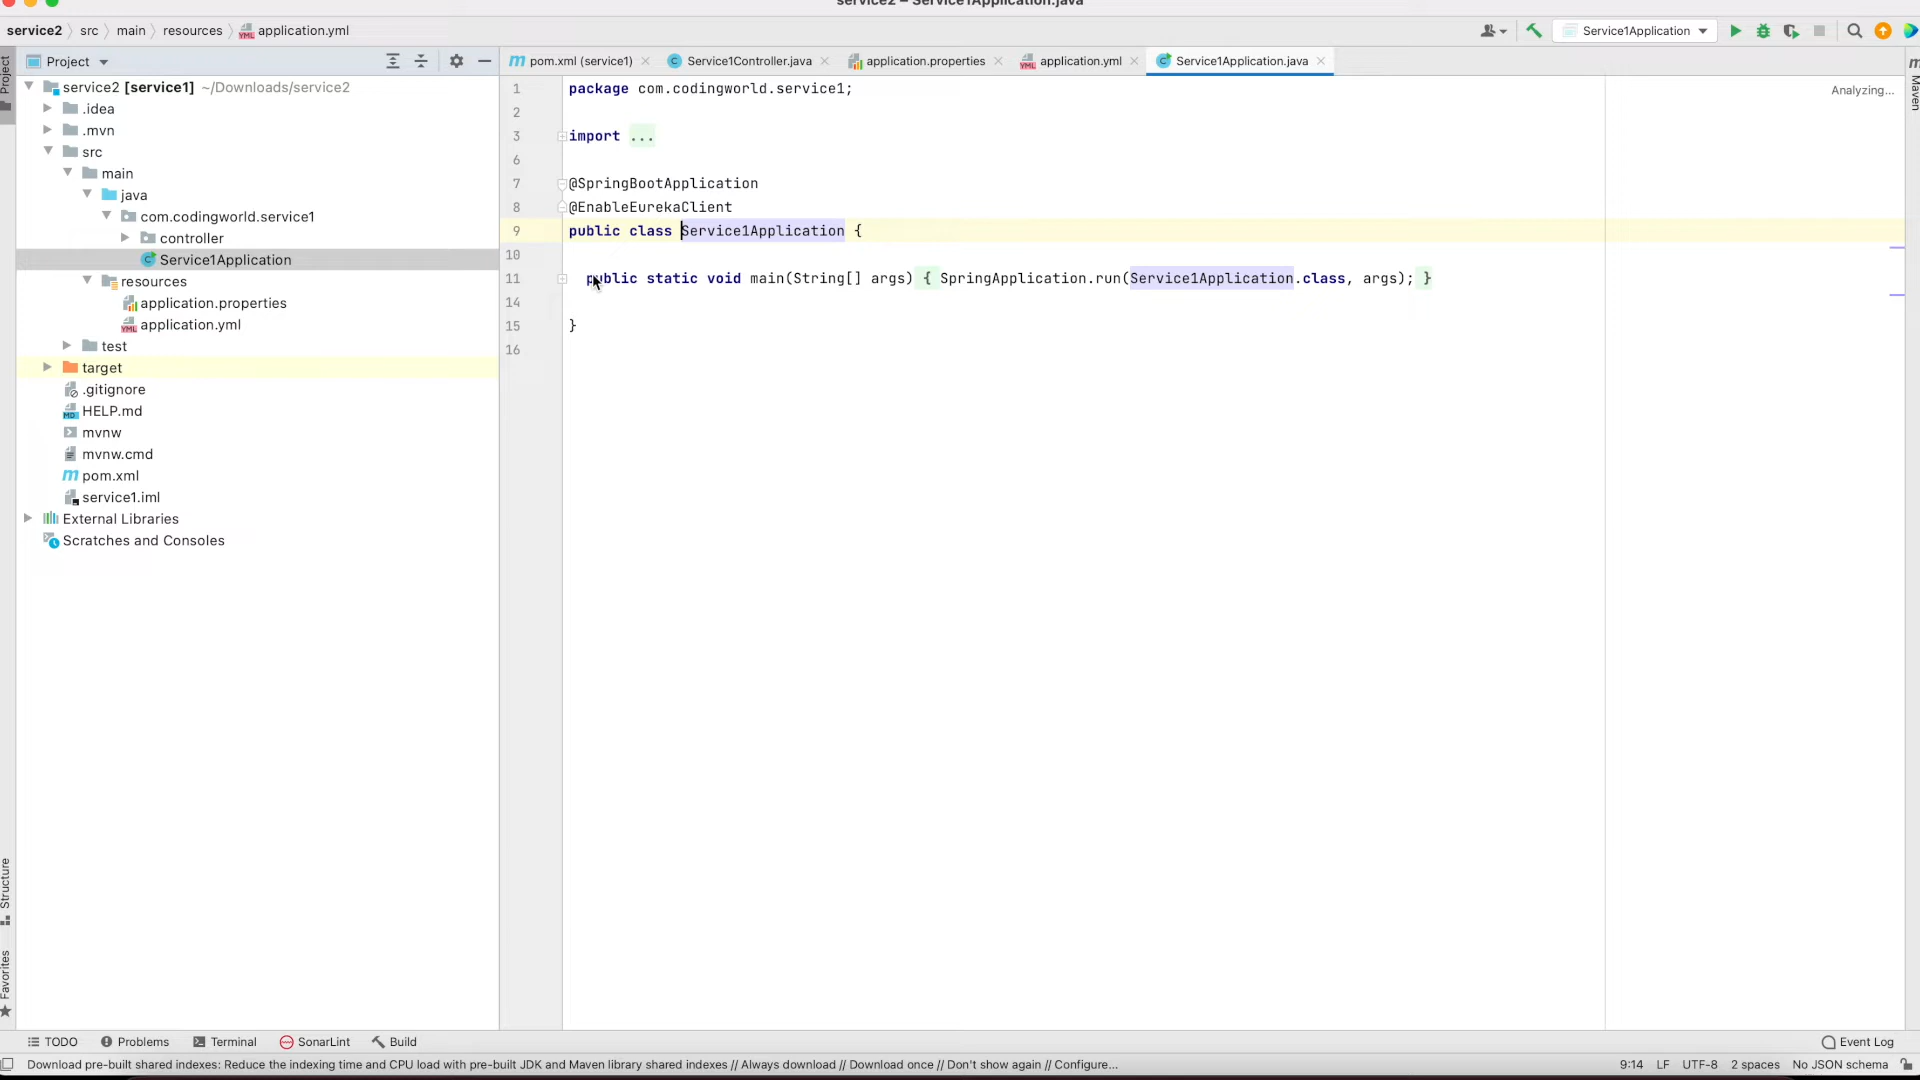 service2 – Service1Application.java
service2 src main resources application.yml
Service1Application
Project
pom.xml (service1)
Service1Controller.java
application.properties
application.yml
Service1Application.java
Project
Maven
service2 [service1] ~/Downloads/service2
.idea
.mvn
src
main
java
com.codingworld.service1
controller
Service1Application
resources
application.properties
application.yml
test
target
.gitignore
HELP.md
mvnw
mvnw.cmd
pom.xml
service1.iml
External Libraries
Scratches and Consoles
Analyzing...
1 package com.codingworld.service1;
2
3 import ...
6
7 @SpringBootApplication
8 @EnableEurekaClient
9 public class Service1Application {
10
11 public static void main(String[] args) { SpringApplication.run(Service1Application.class, args); }
14
15 }
16
Structure
Favorites
TODO Problems Terminal SonarLint Build Event Log
Download pre-built shared indexes: Reduce the indexing time and CPU load with pre-built JDK and Maven library shared indexes // Always download // Download once // Don't show again // Configure... 9:14 LF UTF-8 2 spaces No JSON schema